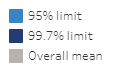 95% limit
99.7% limit
Overall mean